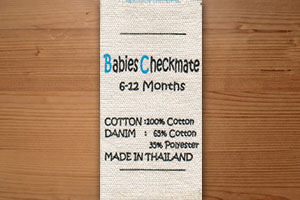 Babies Checkmate
6-12 Months
COTTON :100% Cotton
DANIM : 65% Cotton
35% Polyester
MADE IN THAILAND